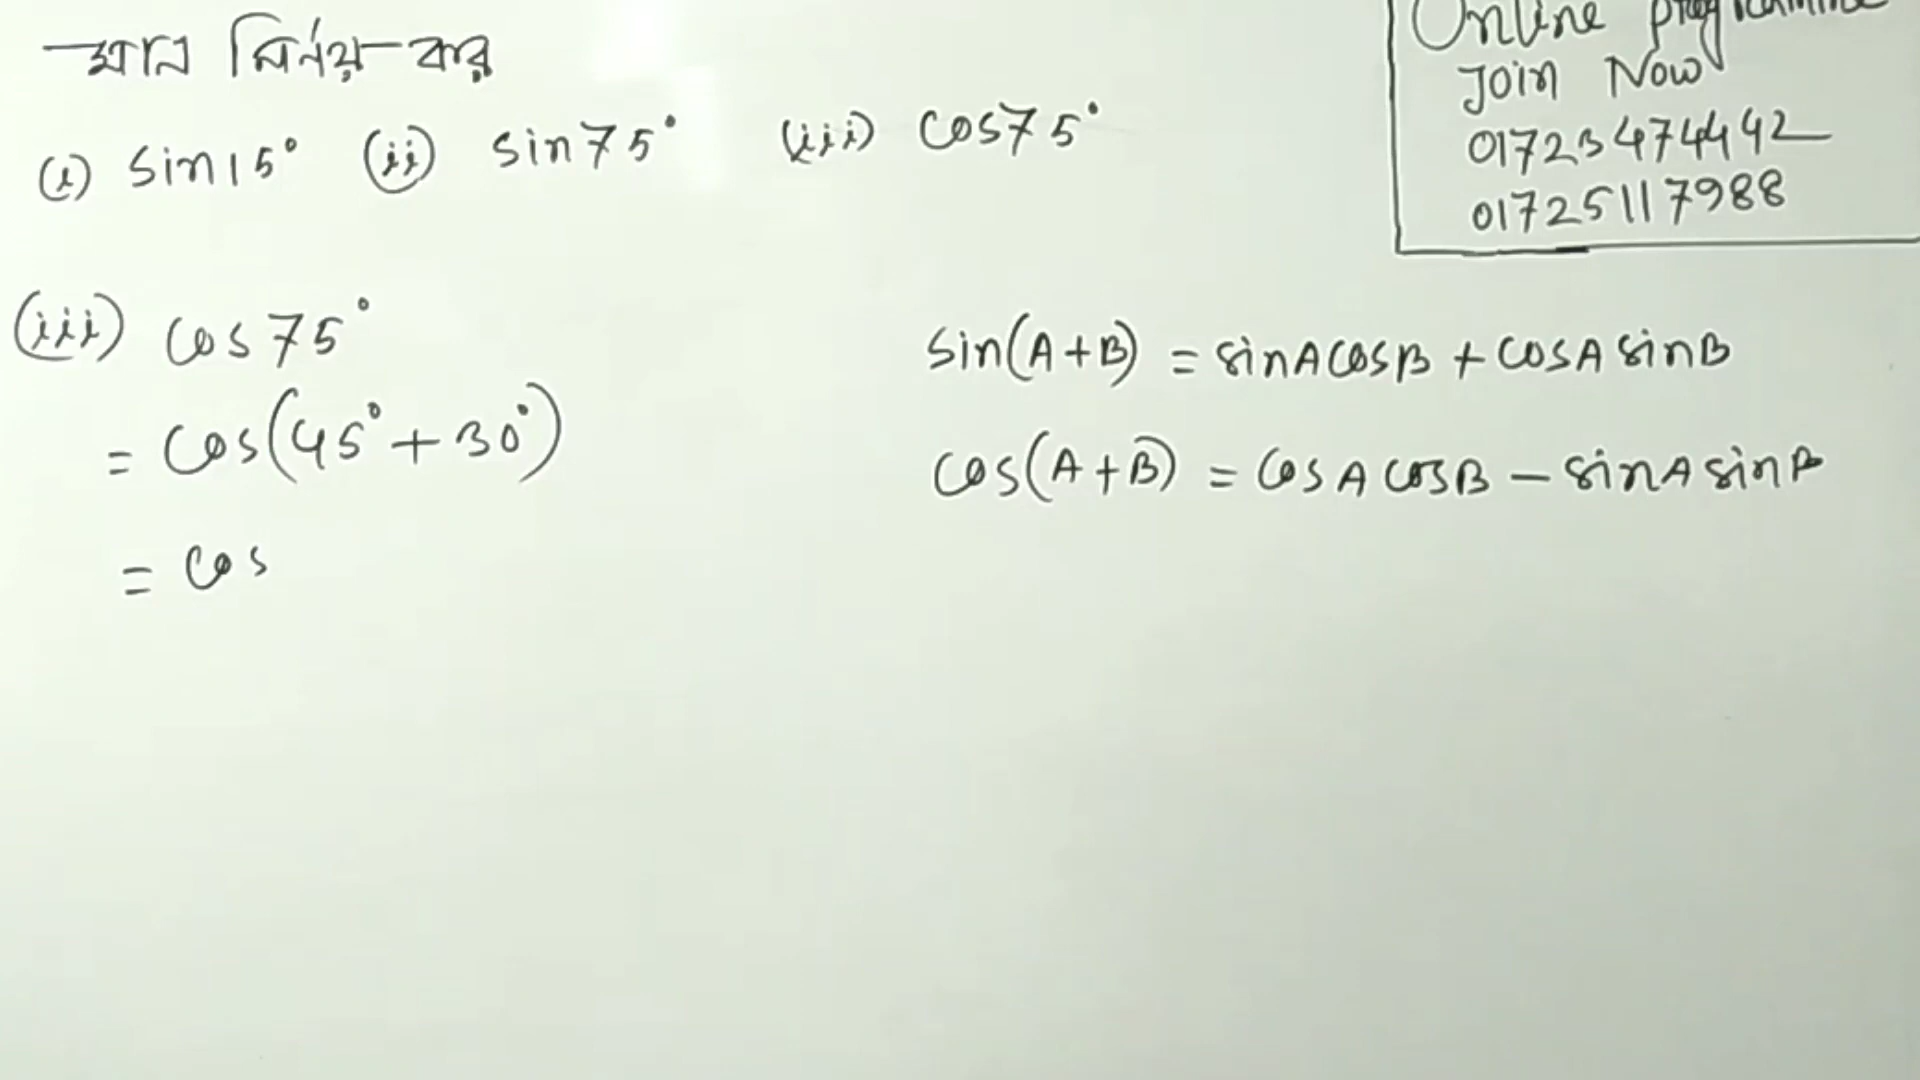 মান নির্ণয় কর
(i) sin15° (ii) sin75° (iii) cos75°
Online programme
Join Now
01723474442
01725117988
(iii) cos75°
= cos(45°+30°)
= cos
sin(A+B) = sinAcosB + cosAsinB
cos(A+B) = cosAcosB - sinAsinB